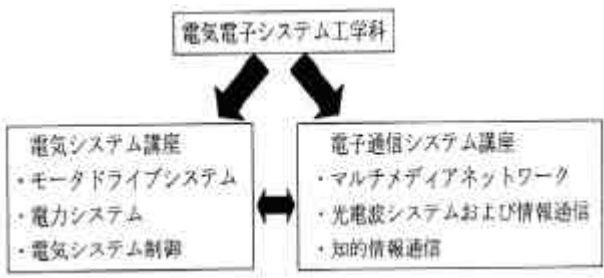 電気電子システム工学科
電気システム講座
・モータドライブシステム
・電力システム
・電気システム制御
電子通信システム講座
・マルチメディアネットワーク
・光電波システムおよび情報通信
・知的情報通信